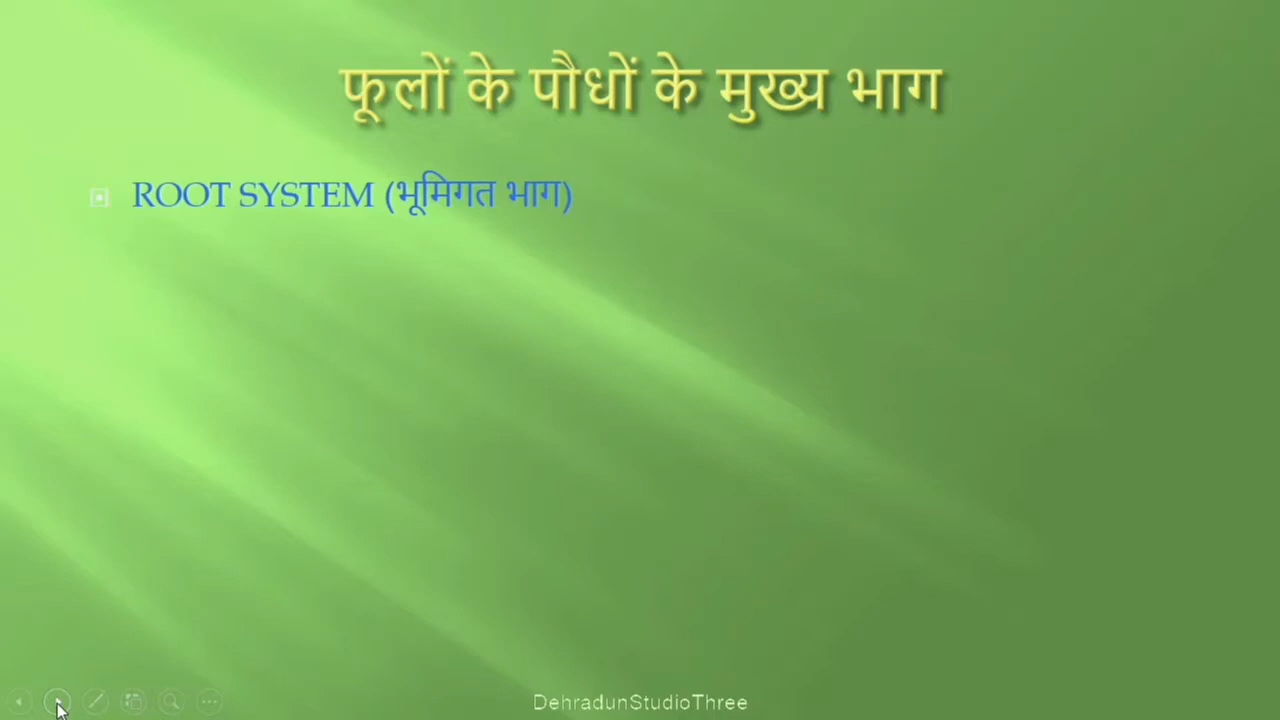 फूलों के पौधों के मुख्य भाग
ROOT SYSTEM (भूमिगत भाग)
DehradunStudioThree